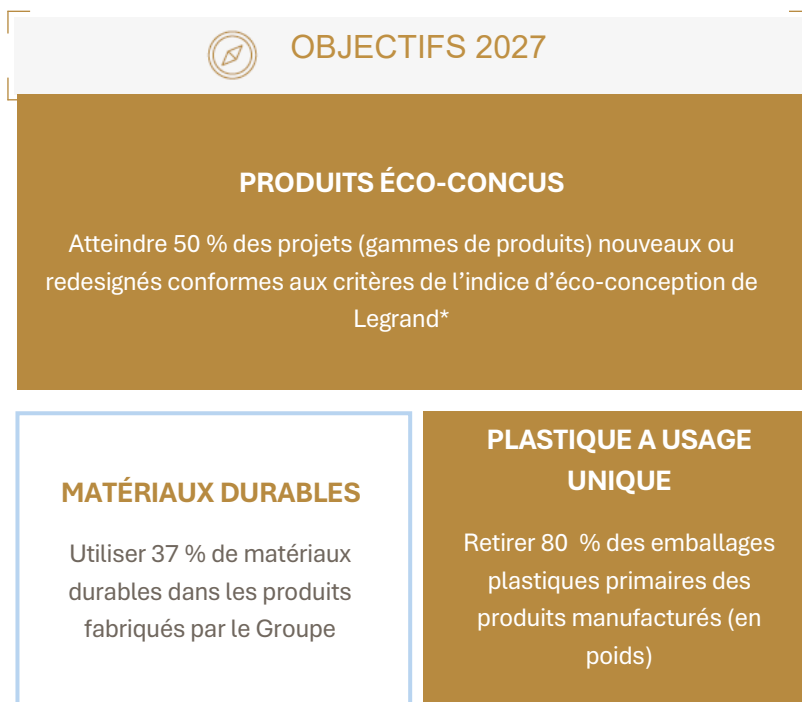 OBJECTIFS 2027
PRODUITS ÉCO-CONCUS
Atteindre 50 % des projets (gammes de produits) nouveaux ou
redesignés conformes aux critères de l’indice d’éco-conception de
Legrand*
MATÉRIAUX DURABLES
Utiliser 37 % de matériaux
durables dans les produits
fabriqués par le Groupe
PLASTIQUE A USAGE
UNIQUE
Retirer 80  % des emballages
plastiques primaires des
produits manufacturés (en
poids)